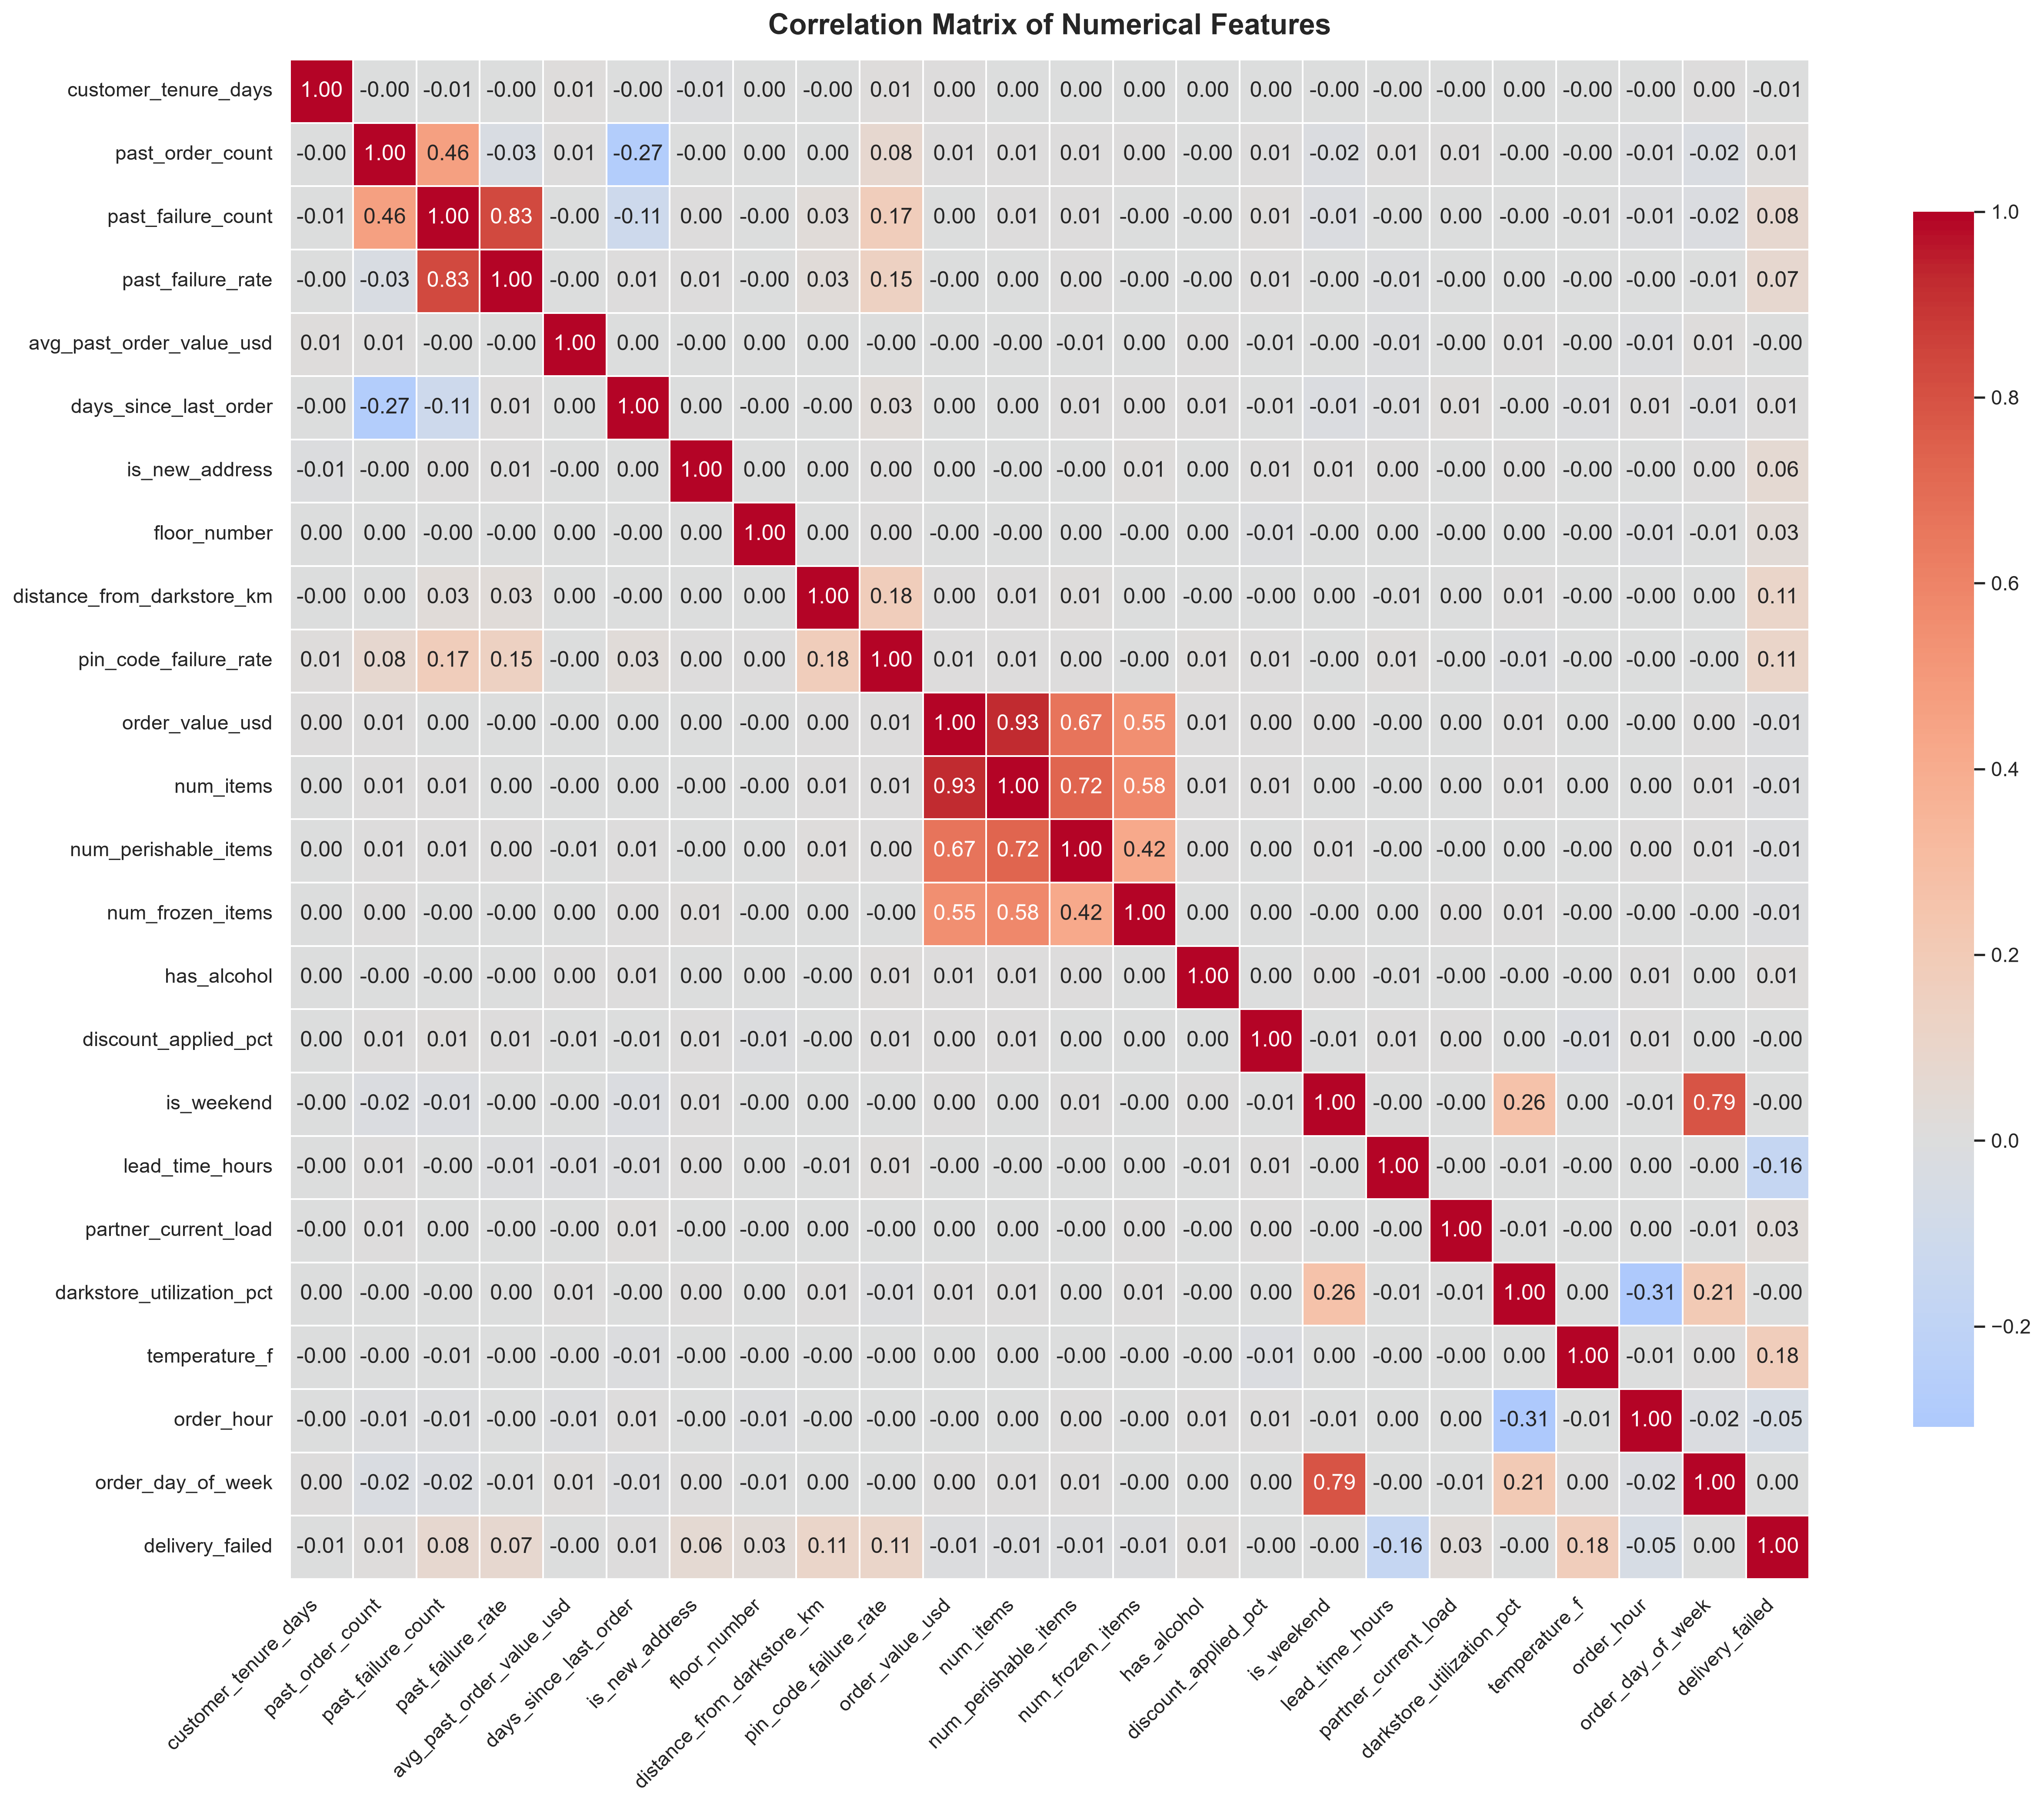 Correlation Matrix of Numerical Features
customer_tenure_days 1.00 -0.00 -0.01 -0.00 0.01 -0.00 -0.01 0.00 -0.00 0.01 0.00 0.00 0.00 0.00 0.00 0.00 -0.00 -0.00 -0.00 0.00 -0.00 -0.00 0.00 -0.01
past_order_count -0.00 1.00 0.46 -0.03 0.01 -0.27 -0.00 0.00 0.00 0.08 0.01 0.01 0.01 0.00 -0.00 0.01 -0.02 0.01 0.01 -0.00 -0.00 -0.01 -0.02 0.01
past_failure_count -0.01 0.46 1.00 0.83 -0.00 -0.11 0.00 -0.00 0.03 0.17 0.00 0.01 0.01 -0.00 -0.00 0.01 -0.01 -0.00 0.00 -0.00 -0.01 -0.01 -0.02 0.08
past_failure_rate -0.00 -0.03 0.83 1.00 -0.00 0.01 0.01 -0.00 0.03 0.15 -0.00 0.00 0.00 -0.00 -0.00 0.01 -0.00 -0.01 -0.00 0.00 -0.00 -0.00 -0.01 0.07
avg_past_order_value_usd 0.01 0.01 -0.00 -0.00 1.00 0.00 -0.00 0.00 0.00 -0.00 -0.00 -0.00 -0.01 0.00 0.00 -0.01 -0.00 -0.01 -0.00 0.01 -0.00 -0.01 0.01 -0.00
days_since_last_order -0.00 -0.27 -0.11 0.01 0.00 1.00 0.00 -0.00 -0.00 0.03 0.00 0.00 0.01 0.00 0.01 -0.01 -0.01 -0.01 0.01 -0.00 -0.01 0.01 -0.01 0.01
is_new_address -0.01 -0.00 0.00 0.01 -0.00 0.00 1.00 0.00 0.00 0.00 0.00 -0.00 -0.00 0.01 0.00 0.01 0.01 0.00 -0.00 0.00 -0.00 -0.00 0.00 0.06
floor_number 0.00 0.00 -0.00 -0.00 0.00 -0.00 0.00 1.00 0.00 0.00 -0.00 -0.00 0.00 -0.00 0.00 -0.01 -0.00 0.00 -0.00 0.00 -0.00 -0.01 -0.01 0.03
distance_from_darkstore_km -0.00 0.00 0.03 0.03 0.00 -0.00 0.00 0.00 1.00 0.18 0.00 0.01 0.01 0.00 -0.00 -0.00 0.00 -0.01 0.00 0.01 -0.00 -0.00 0.00 0.11
pin_code_failure_rate 0.01 0.08 0.17 0.15 -0.00 0.03 0.00 0.00 0.18 1.00 0.01 0.01 0.00 -0.00 0.01 0.01 -0.00 0.01 -0.00 -0.01 -0.00 -0.00 -0.00 0.11
order_value_usd 0.00 0.01 0.00 -0.00 -0.00 0.00 0.00 -0.00 0.00 0.01 1.00 0.93 0.67 0.55 0.01 0.00 0.00 -0.00 0.00 0.01 0.00 -0.00 0.00 -0.01
num_items 0.00 0.01 0.01 0.00 -0.00 0.00 -0.00 -0.00 0.01 0.01 0.93 1.00 0.72 0.58 0.01 0.01 0.00 -0.00 0.00 0.01 0.00 0.00 0.01 -0.01
num_perishable_items 0.00 0.01 0.01 0.00 -0.01 0.01 -0.00 0.00 0.01 0.00 0.67 0.72 1.00 0.42 0.00 0.00 0.01 -0.00 -0.00 0.00 -0.00 0.00 0.01 -0.01
num_frozen_items 0.00 0.00 -0.00 -0.00 0.00 0.00 0.01 -0.00 0.00 -0.00 0.55 0.58 0.42 1.00 0.00 0.00 -0.00 0.00 0.00 0.01 -0.00 -0.00 -0.00 -0.01
has_alcohol 0.00 -0.00 -0.00 -0.00 0.00 0.01 0.00 0.00 -0.00 0.01 0.01 0.01 0.00 0.00 1.00 0.00 0.00 -0.01 -0.00 -0.00 -0.00 0.01 0.00 0.01
discount_applied_pct 0.00 0.01 0.01 0.01 -0.01 -0.01 0.01 -0.01 -0.00 0.01 0.00 0.01 0.00 0.00 0.00 1.00 -0.01 0.01 0.00 0.00 -0.01 0.01 0.00 -0.00
is_weekend -0.00 -0.02 -0.01 -0.00 -0.00 -0.01 0.01 -0.00 0.00 -0.00 0.00 0.00 0.01 -0.00 0.00 -0.01 1.00 -0.00 -0.00 0.26 0.00 -0.01 0.79 -0.00
lead_time_hours -0.00 0.01 -0.00 -0.01 -0.01 -0.01 0.00 0.00 -0.01 0.01 -0.00 -0.00 -0.00 0.00 -0.01 0.01 -0.00 1.00 -0.00 -0.01 -0.00 0.00 -0.00 -0.16
partner_current_load -0.00 0.01 0.00 -0.00 -0.00 0.01 -0.00 -0.00 0.00 -0.00 0.00 0.00 -0.00 0.00 -0.00 0.00 -0.00 -0.00 1.00 -0.01 -0.00 0.00 -0.01 0.03
darkstore_utilization_pct 0.00 -0.00 -0.00 0.00 0.01 -0.00 0.00 0.00 0.01 -0.01 0.01 0.01 0.00 0.01 -0.00 0.00 0.26 -0.01 -0.01 1.00 0.00 -0.31 0.21 -0.00
temperature_f -0.00 -0.00 -0.01 -0.00 -0.00 -0.01 -0.00 -0.00 -0.00 -0.00 0.00 0.00 -0.00 -0.00 -0.00 -0.01 0.00 -0.00 -0.00 0.00 1.00 -0.01 0.00 0.18
order_hour -0.00 -0.01 -0.01 -0.00 -0.01 0.01 -0.00 -0.01 -0.00 -0.00 -0.00 0.00 0.00 -0.00 0.01 0.01 -0.01 0.00 0.00 -0.31 -0.01 1.00 -0.02 -0.05
order_day_of_week 0.00 -0.02 -0.02 -0.01 0.01 -0.01 0.00 -0.01 0.00 -0.00 0.00 0.01 0.01 -0.00 0.00 0.00 0.79 -0.00 -0.01 0.21 0.00 -0.02 1.00 0.00
delivery_failed -0.01 0.01 0.08 0.07 -0.00 0.01 0.06 0.03 0.11 0.11 -0.01 -0.01 -0.01 -0.01 0.01 -0.00 -0.00 -0.16 0.03 -0.00 0.18 -0.05 0.00 1.00
customer_tenure_days
past_order_count
past_failure_count
past_failure_rate
avg_past_order_value_usd
days_since_last_order
is_new_address
floor_number
distance_from_darkstore_km
pin_code_failure_rate
order_value_usd
num_items
num_perishable_items
num_frozen_items
has_alcohol
discount_applied_pct
is_weekend
lead_time_hours
partner_current_load
darkstore_utilization_pct
temperature_f
order_hour
order_day_of_week
delivery_failed
1.0
0.8
0.6
0.4
0.2
0.0
−0.2